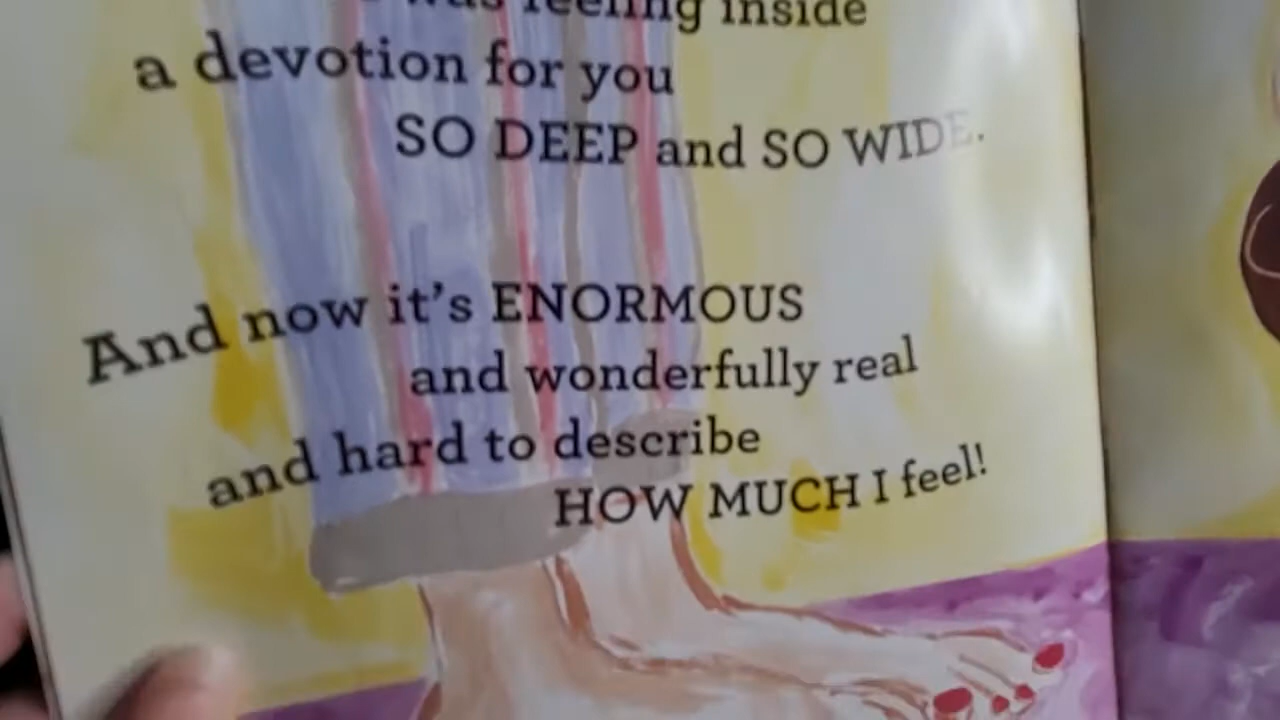 was feeling inside
a devotion for you
SO DEEP and SO WIDE.
And now it's ENORMOUS
and wonderfully real
and hard to describe
HOW MUCH I feel!